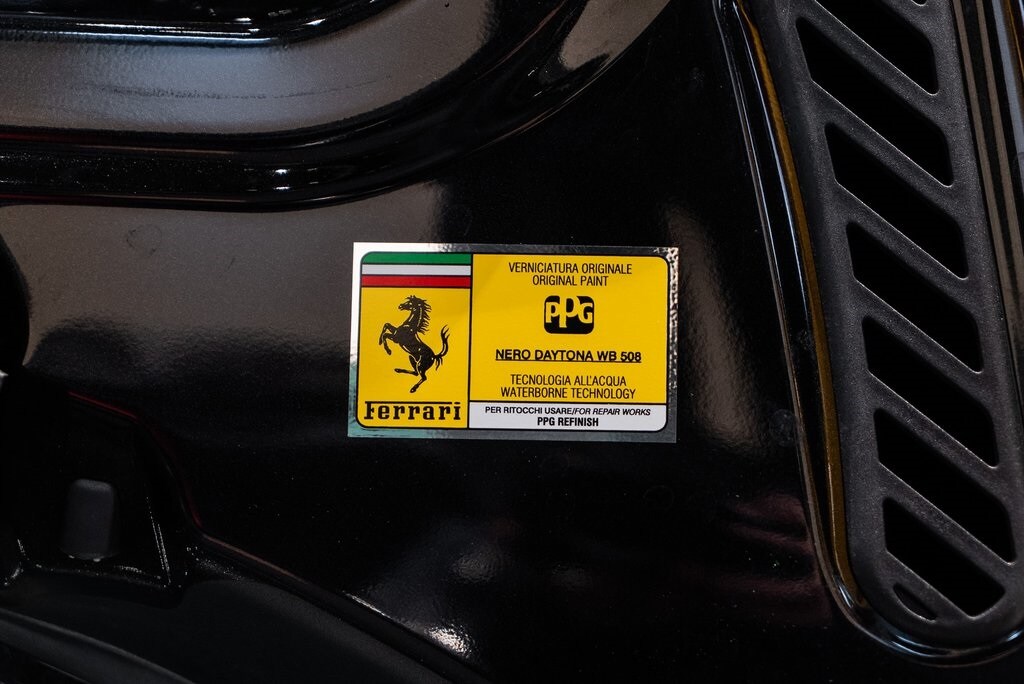 VERNICIATURA ORIGINALE
ORIGINAL PAINT
PPG
NERO DAYTONA WB 508
TECNOLOGIA ALL'ACQUA
WATERBORNE TECHNOLOGY
PER RITOCCHI USARE/FOR REPAIR WORKS
PPG REFINISH
Ferrari